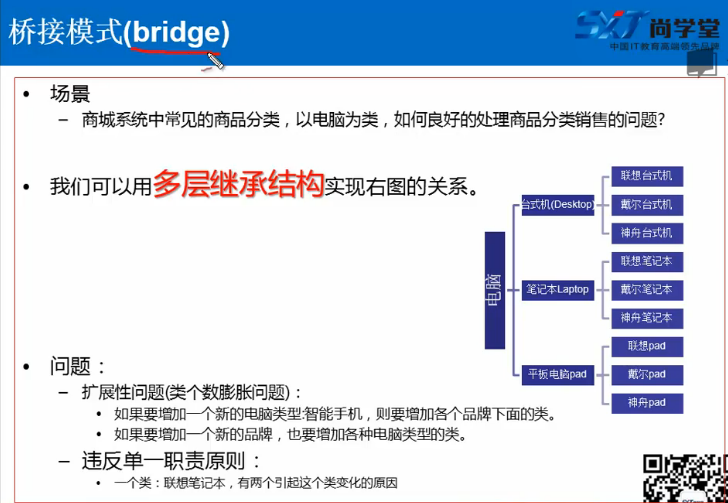 桥接模式(bridge)
SXT 尚学堂
中国IT教育高端领先品牌
• 场景
– 商城系统中常见的商品分类，以电脑为类，如何良好的处理商品分类销售的问题?
• 我们可以用多层继承结构实现右图的关系。
电脑
台式机(Desktop)
联想台式机
戴尔台式机
神舟台式机
笔记本Laptop
联想笔记本
戴尔笔记本
神舟笔记本
平板电脑pad
联想pad
戴尔pad
神舟pad
• 问题：
– 扩展性问题(类个数膨胀问题)：
• 如果要增加一个新的电脑类型:智能手机，则要增加各个品牌下面的类。
• 如果要增加一个新的品牌，也要增加各种电脑类型的类。
– 违反单一职责原则：
• 一个类：联想笔记本，有两个引起这个类变化的原因